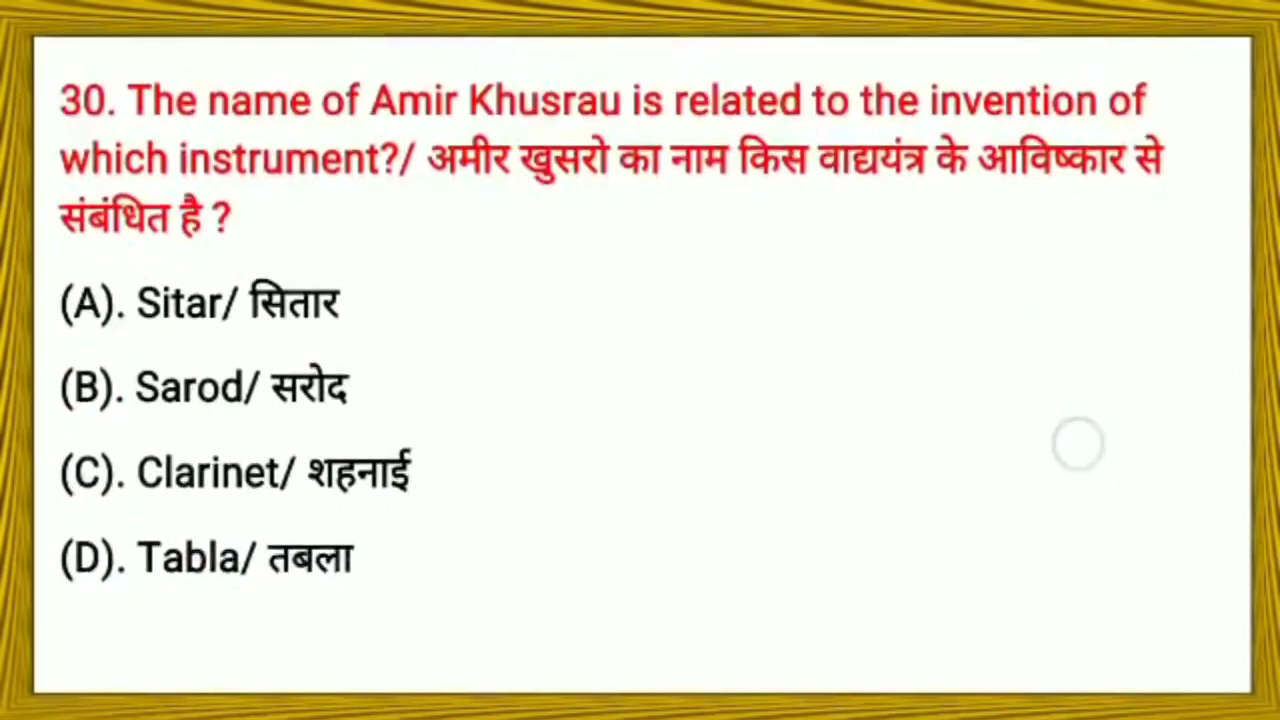 30. The name of Amir Khusrau is related to the invention of
which instrument?/ अमीर खुसरो का नाम किस वाद्ययंत्र के आविष्कार से
संबंधित है ?
(A). Sitar/ सितार
(B). Sarod/ सरोद
(C). Clarinet/ शहनाई
(D). Tabla/ तबला